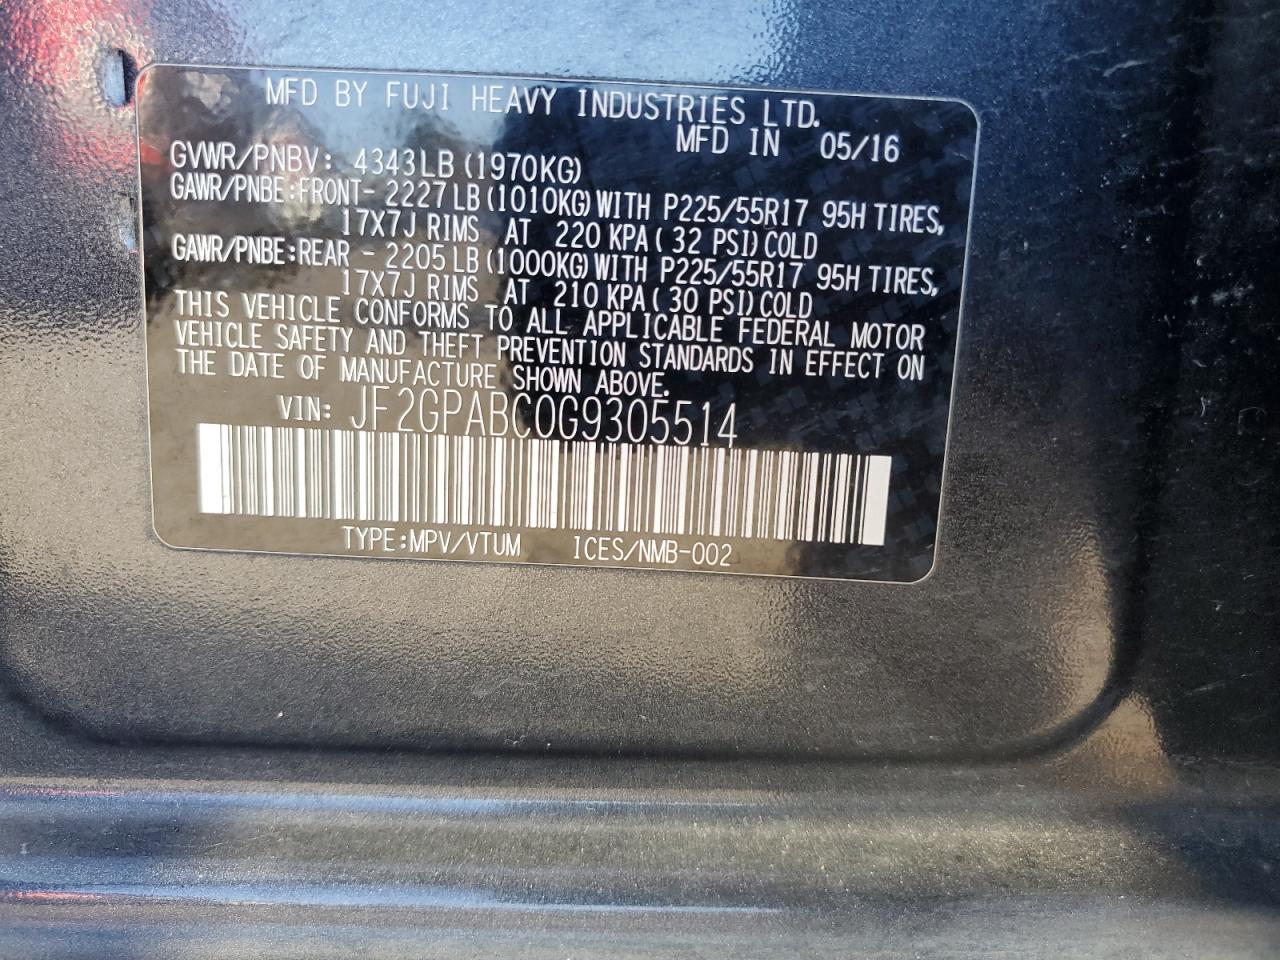 MFD BY FUJI HEAVY INDUSTRIES LTD.
MFD IN 05/16
GVWR/PNBV: 4343LB (1970KG)
GAWR/PNBE:FRONT- 2227LB (1010KG) WITH P225/55R17 95H TIRES,
17X7J RIMS AT 220 KPA ( 32 PSI) COLD
GAWR/PNBE:REAR - 2205LB (1000KG) WITH P225/55R17 95H TIRES,
17X7J RIMS AT 210 KPA ( 30 PSI) COLD
THIS VEHICLE CONFORMS TO ALL APPLICABLE FEDERAL MOTOR
VEHICLE SAFETY AND THEFT PREVENTION STANDARDS IN EFFECT ON
THE DATE OF MANUFACTURE SHOWN ABOVE.
VIN: JF2GPABC0G9305514
TYPE:MPV/VTUM ICES/NMB-002